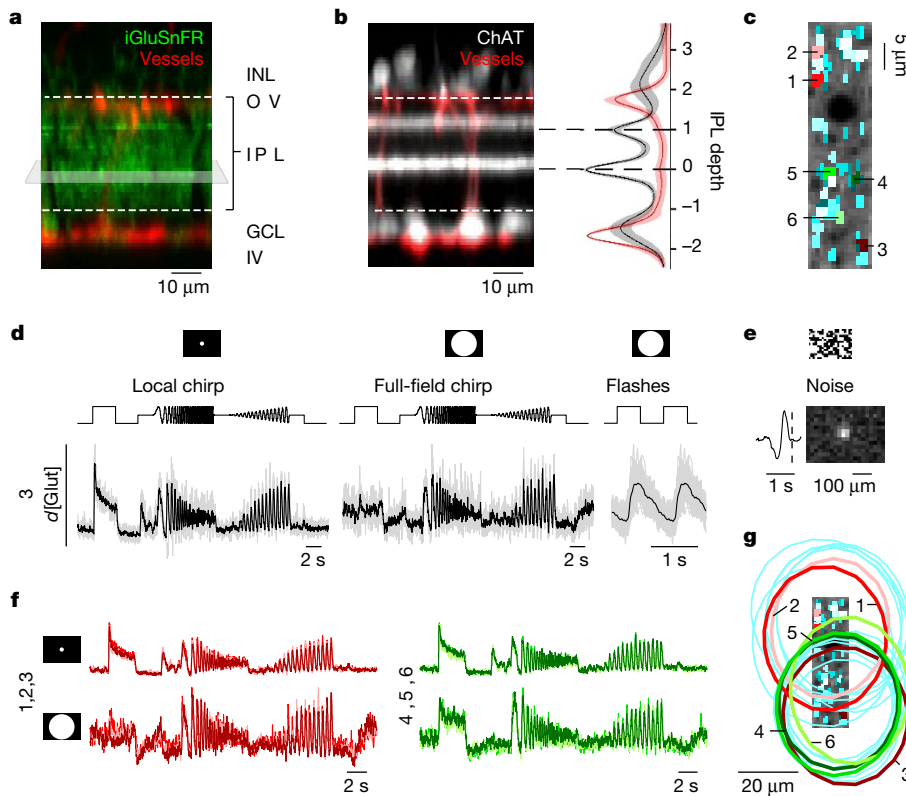 a
iGluSnFR
Vessels
INL
O V
I P L
GCL
IV
10 µm
b
ChAT
Vessels
3
2
1
0
−1
−2
IPL depth
10 µm
c
2
1
5
4
6
3
5 µm
d
Local chirp
Full-field chirp
Flashes
3
d[Glut]
2 s
2 s
1 s
e
Noise
1 s
100 µm
f
1,2,3
4, 5, 6
2 s
2 s
g
2
1
5
4
6
3
20 µm